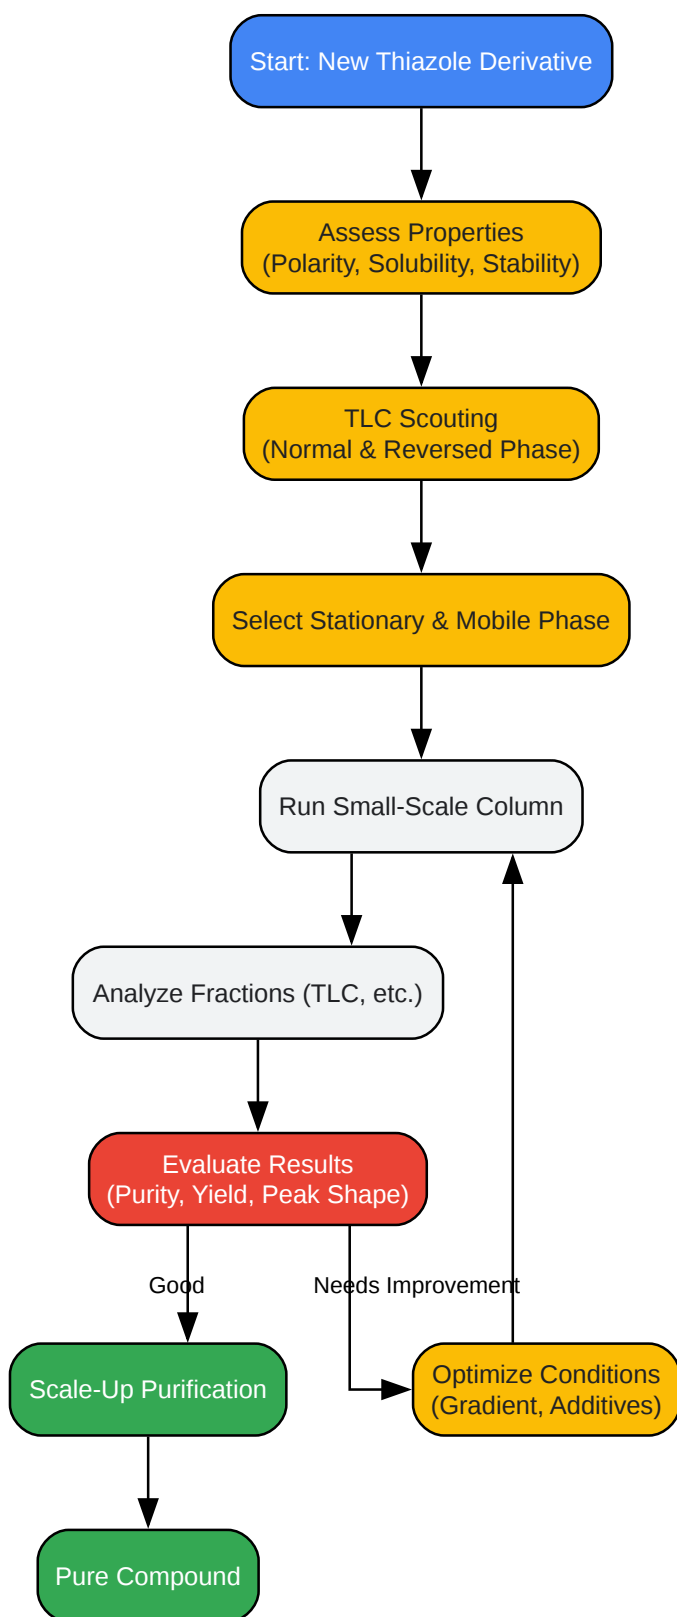 Start: New Thiazole Derivative
Assess Properties
(Polarity, Solubility, Stability)
TLC Scouting
(Normal & Reversed Phase)
Select Stationary & Mobile Phase
Run Small-Scale Column
Analyze Fractions (TLC, etc.)
Evaluate Results
(Purity, Yield, Peak Shape)
Good
Needs Improvement
Scale-Up Purification
Optimize Conditions
(Gradient, Additives)
Pure Compound